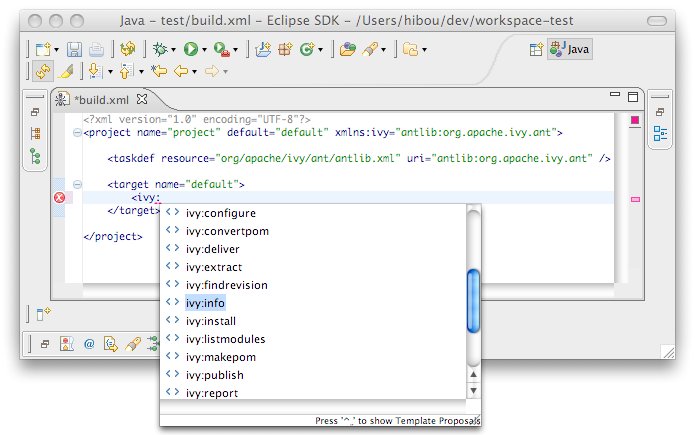 Java – test/build.xml – Eclipse SDK – /Users/hibou/dev/workspace-test
Java
*build.xml
<?xml version="1.0" encoding="UTF-8"?>
<project name="project" default="default" xmlns:ivy="antlib:org.apache.ivy.ant">
<taskdef resource="org/apache/ivy/ant/antlib.xml" uri="antlib:org.apache.ivy.ant" />
<target name="default">
<ivy:
</target>
</project>
ivy:configure
ivy:convertpom
ivy:deliver
ivy:extract
ivy:findrevision
ivy:info
ivy:install
ivy:listmodules
ivy:makepom
ivy:publish
ivy:report
Press '^␣' to show Template Proposals